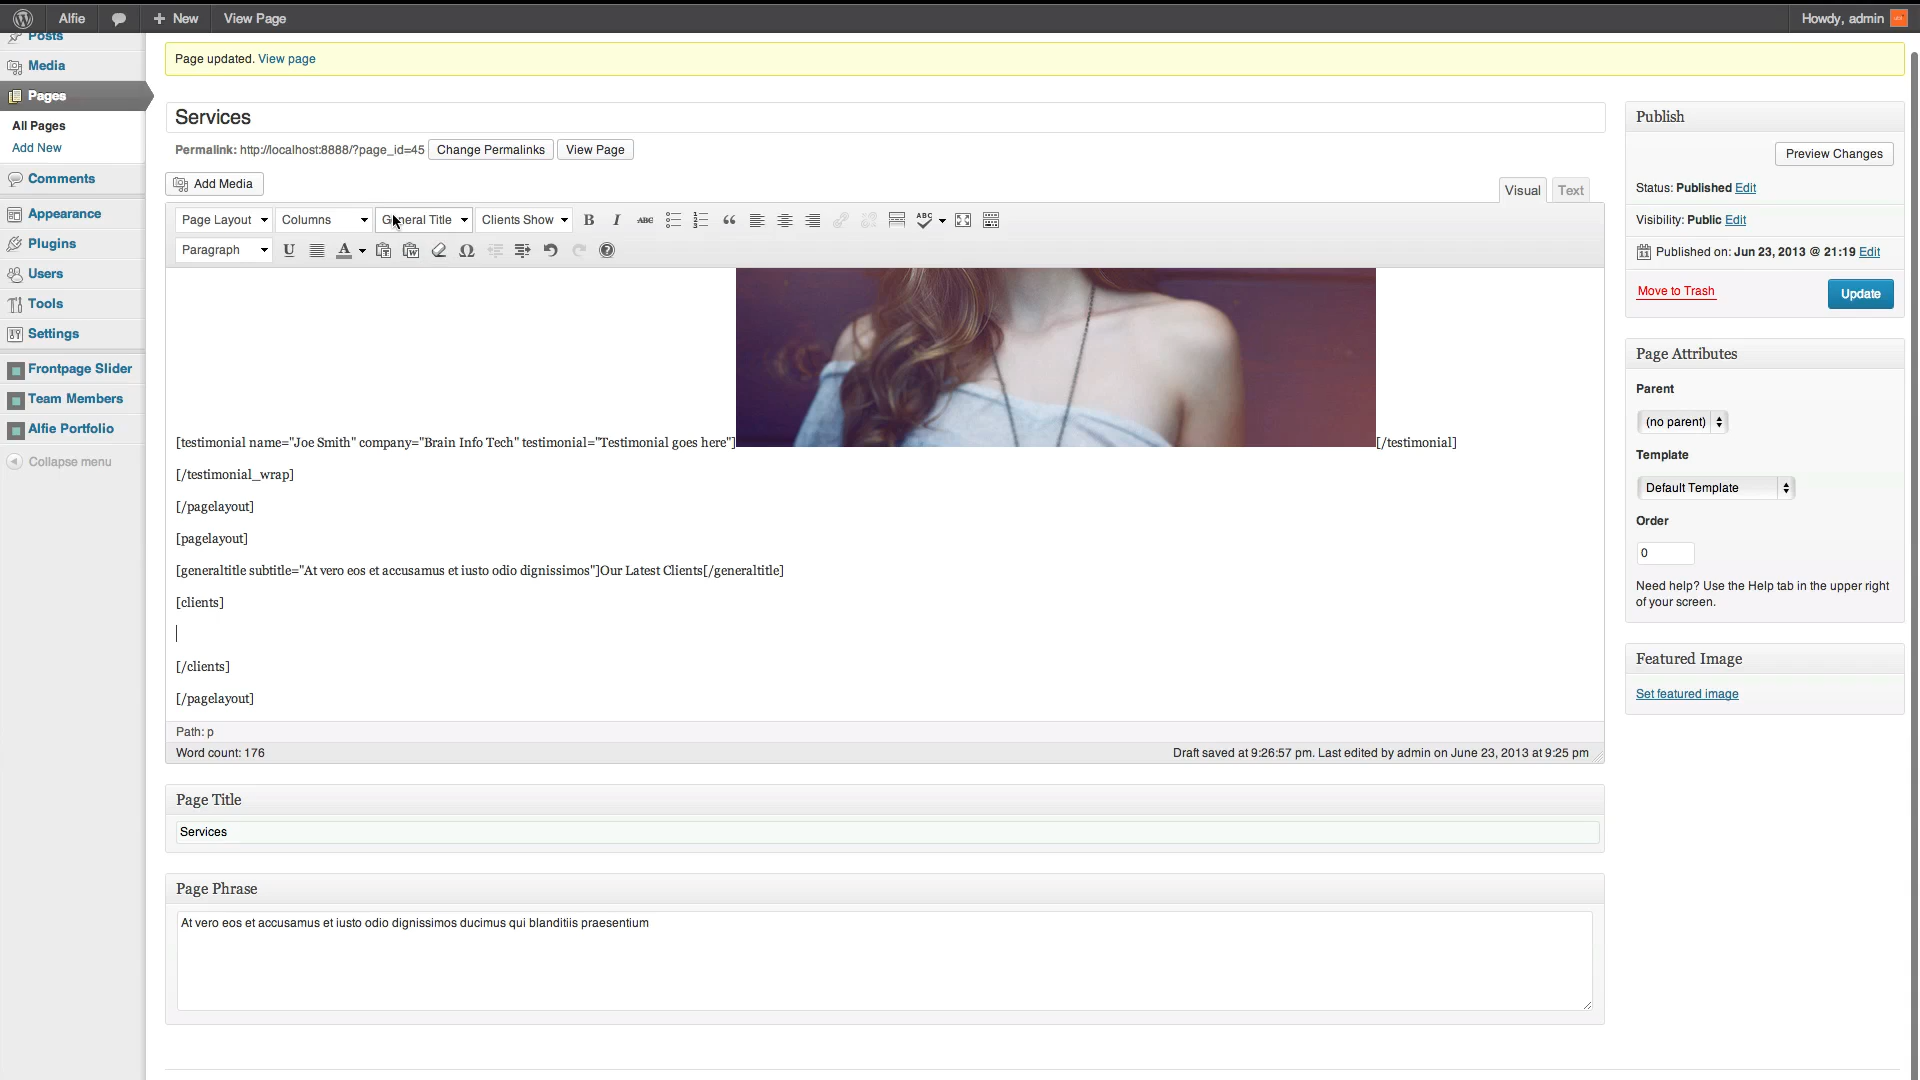 Alfie
New
View Page
Howdy, admin
Posts
Media
Pages
All Pages
Add New
Comments
Appearance
Plugins
Users
Tools
Settings
Frontpage Slider
Team Members
Alfie Portfolio
Collapse menu
Page updated. View page
Services
Permalink: http://localhost:8888/?page_id=45 Change Permalinks View Page
Add Media
Visual Text
Page Layout Columns General Title Clients Show B I ABC ABC
Paragraph U A
[testimonial name="Joe Smith" company="Brain Info Tech" testimonial="Testimonial goes here"] [/testimonial]
[/testimonial_wrap]
[/pagelayout]
[pagelayout]
[generaltitle subtitle="At vero eos et accusamus et iusto odio dignissimos"]Our Latest Clients[/generaltitle]
[clients]
[/clients]
[/pagelayout]
Path: p
Word count: 176
Draft saved at 9:26:57 pm. Last edited by admin on June 23, 2013 at 9:25 pm
Page Title
Services
Page Phrase
At vero eos et accusamus et iusto odio dignissimos ducimus qui blanditiis praesentium
Publish
Preview Changes
Status: Published Edit
Visibility: Public Edit
Published on: Jun 23, 2013 @ 21:19 Edit
Move to Trash
Update
Page Attributes
Parent
(no parent)
Template
Default Template
Order
0
Need help? Use the Help tab in the upper right
of your screen.
Featured Image
Set featured image